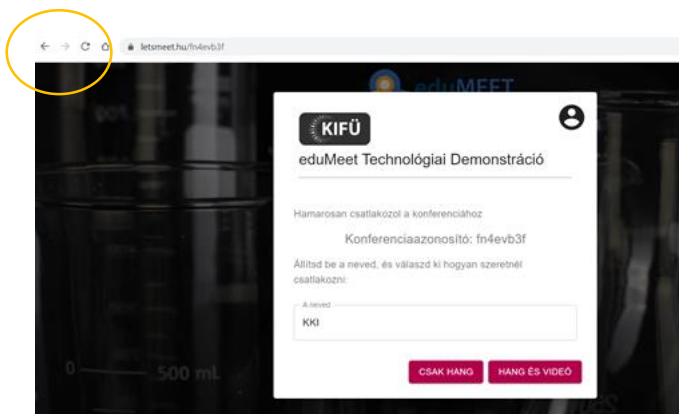 letsmeet.hu/fn4evb3f
eduMEET
KIFÜ
eduMeet Technológiai Demonstráció
Hamarosan csatlakozol a konferenciához
Konferenciaazonosító: fn4evb3f
Állítsd be a neved, és válaszd ki hogyan szeretnél
csatlakozni:
A neved
KKI
CSAK HANG HANG ÉS VIDEÓ
0 500 mL